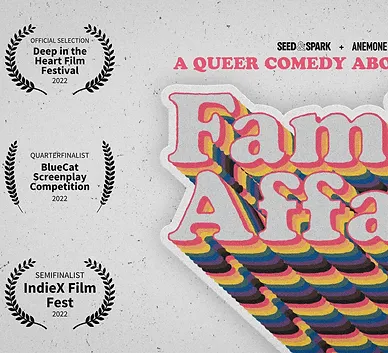 OFFICIAL SELECTION
Deep in the
Heart Film
Festival
2022
QUARTERFINALIST
BlueCat
Screenplay
Competition
2022
SEMIFINALIST
IndieX Film
Fest
2022
SEED&SPARK + ANEMONE
A QUEER COMEDY ABO
Fam
Affa